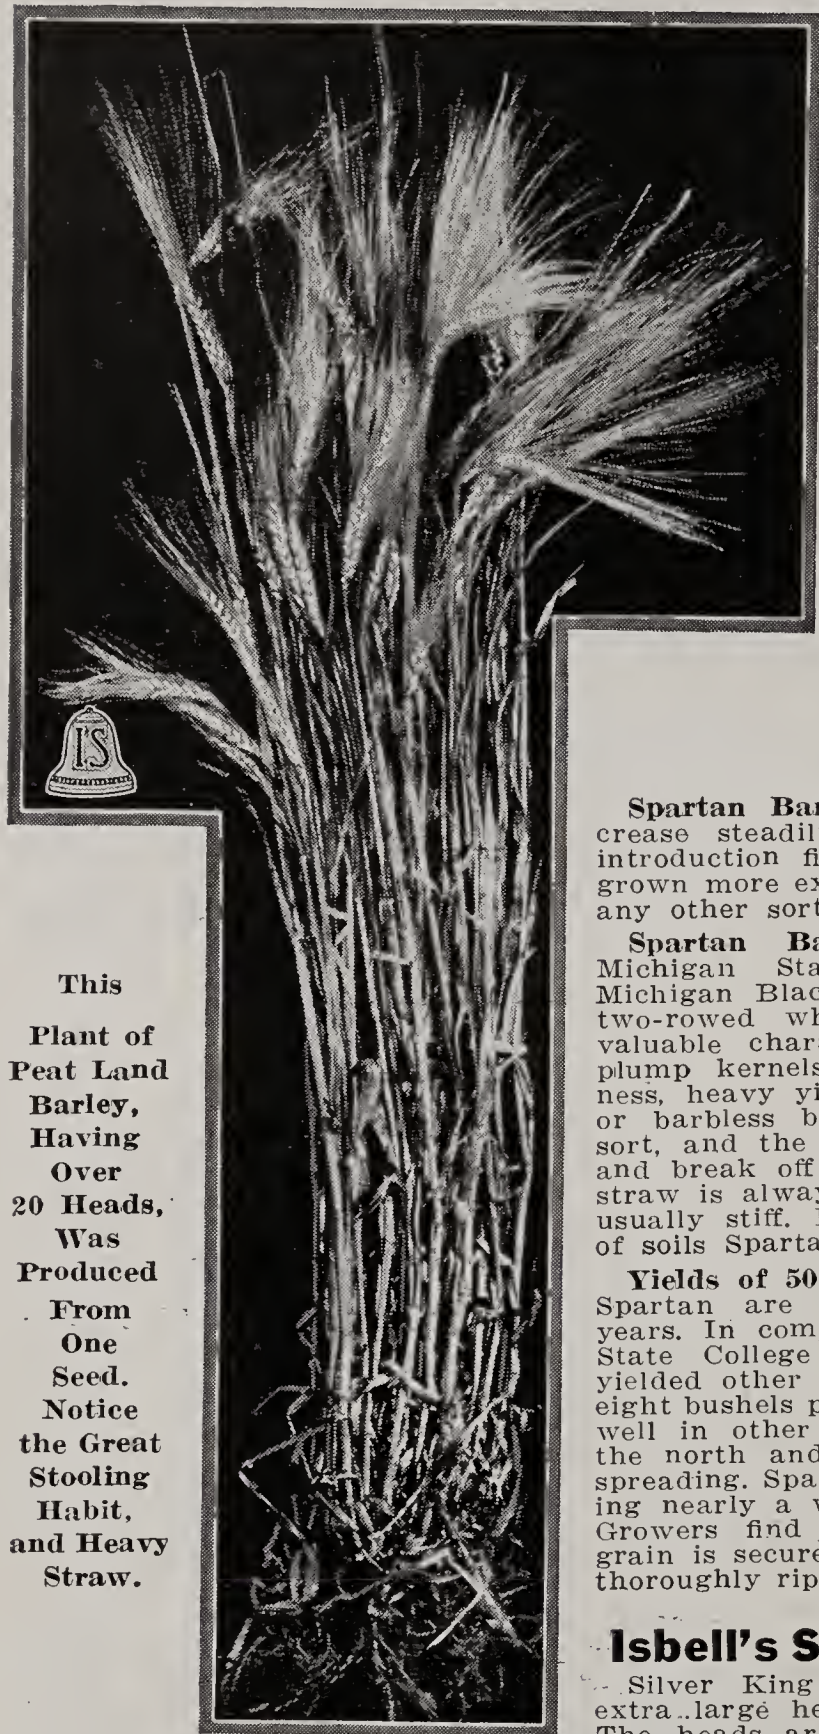 I.S
This
Plant of
Peat Land
Barley,
Having
Over
20 Heads,
Was
Produced
From
One
Seed.
Notice
the Great
Stooling
Habit,
and Heavy
Straw.
Spartan Bar
crease steadil
introduction fi
grown more ex
any other sort
Spartan Ba
Michigan Sta
Michigan Blac
two-rowed wh
valuable char
plump kernels
ness, heavy yi
or barbless b
sort, and the
and break off
straw is alway
usually stiff.
of soils Sparta
Yields of 50
Spartan are
years. In com
State College
yielded other
eight bushels p
well in other
the north and
spreading. Spa
ing nearly a v
Growers find
grain is secure
thoroughly rip
Isbell's S
Silver King
extra large he
The heads ar